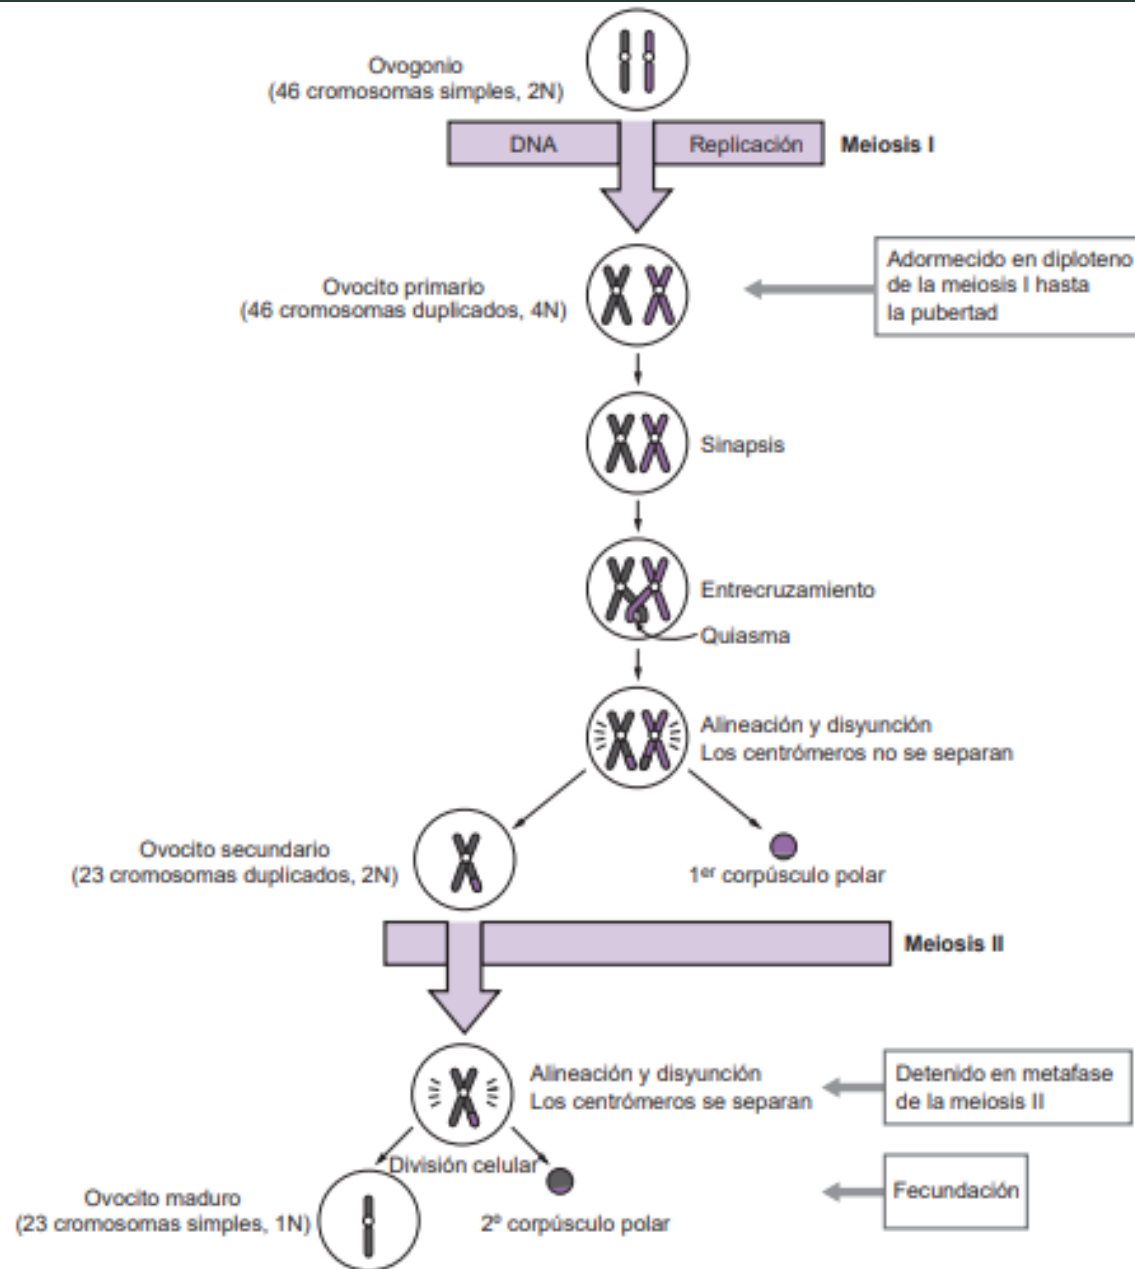 Ovogonio
(46 cromosomas simples, 2N)
DNA
Replicación
Meiosis I
Adormecido en diploteno
de la meiosis I hasta
la pubertad
Ovocito primario
(46 cromosomas duplicados, 4N)
Sinapsis
Entrecruzamiento
Quiasma
Alineación y disyunción
Los centrómeros no se separan
Ovocito secundario
(23 cromosomas duplicados, 2N)
1er corpúsculo polar
Meiosis II
Alineación y disyunción
Los centrómeros se separan
Detenido en metafase
de la meiosis II
División celular
Fecundación
Ovocito maduro
(23 cromosomas simples, 1N)
2º corpúsculo polar